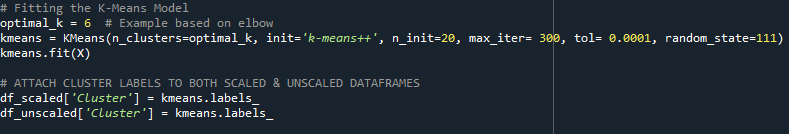 # Fitting the K-Means Model
optimal_k = 6  # Example based on elbow
kmeans = KMeans(n_clusters=optimal_k, init='k-means++', n_init=20, max_iter= 300, tol= 0.0001, random_state=111)
kmeans.fit(X)
# ATTACH CLUSTER LABELS TO BOTH SCALED & UNSCALED DATAFRAMES
df_scaled['Cluster'] = kmeans.labels_
df_unscaled['Cluster'] = kmeans.labels_